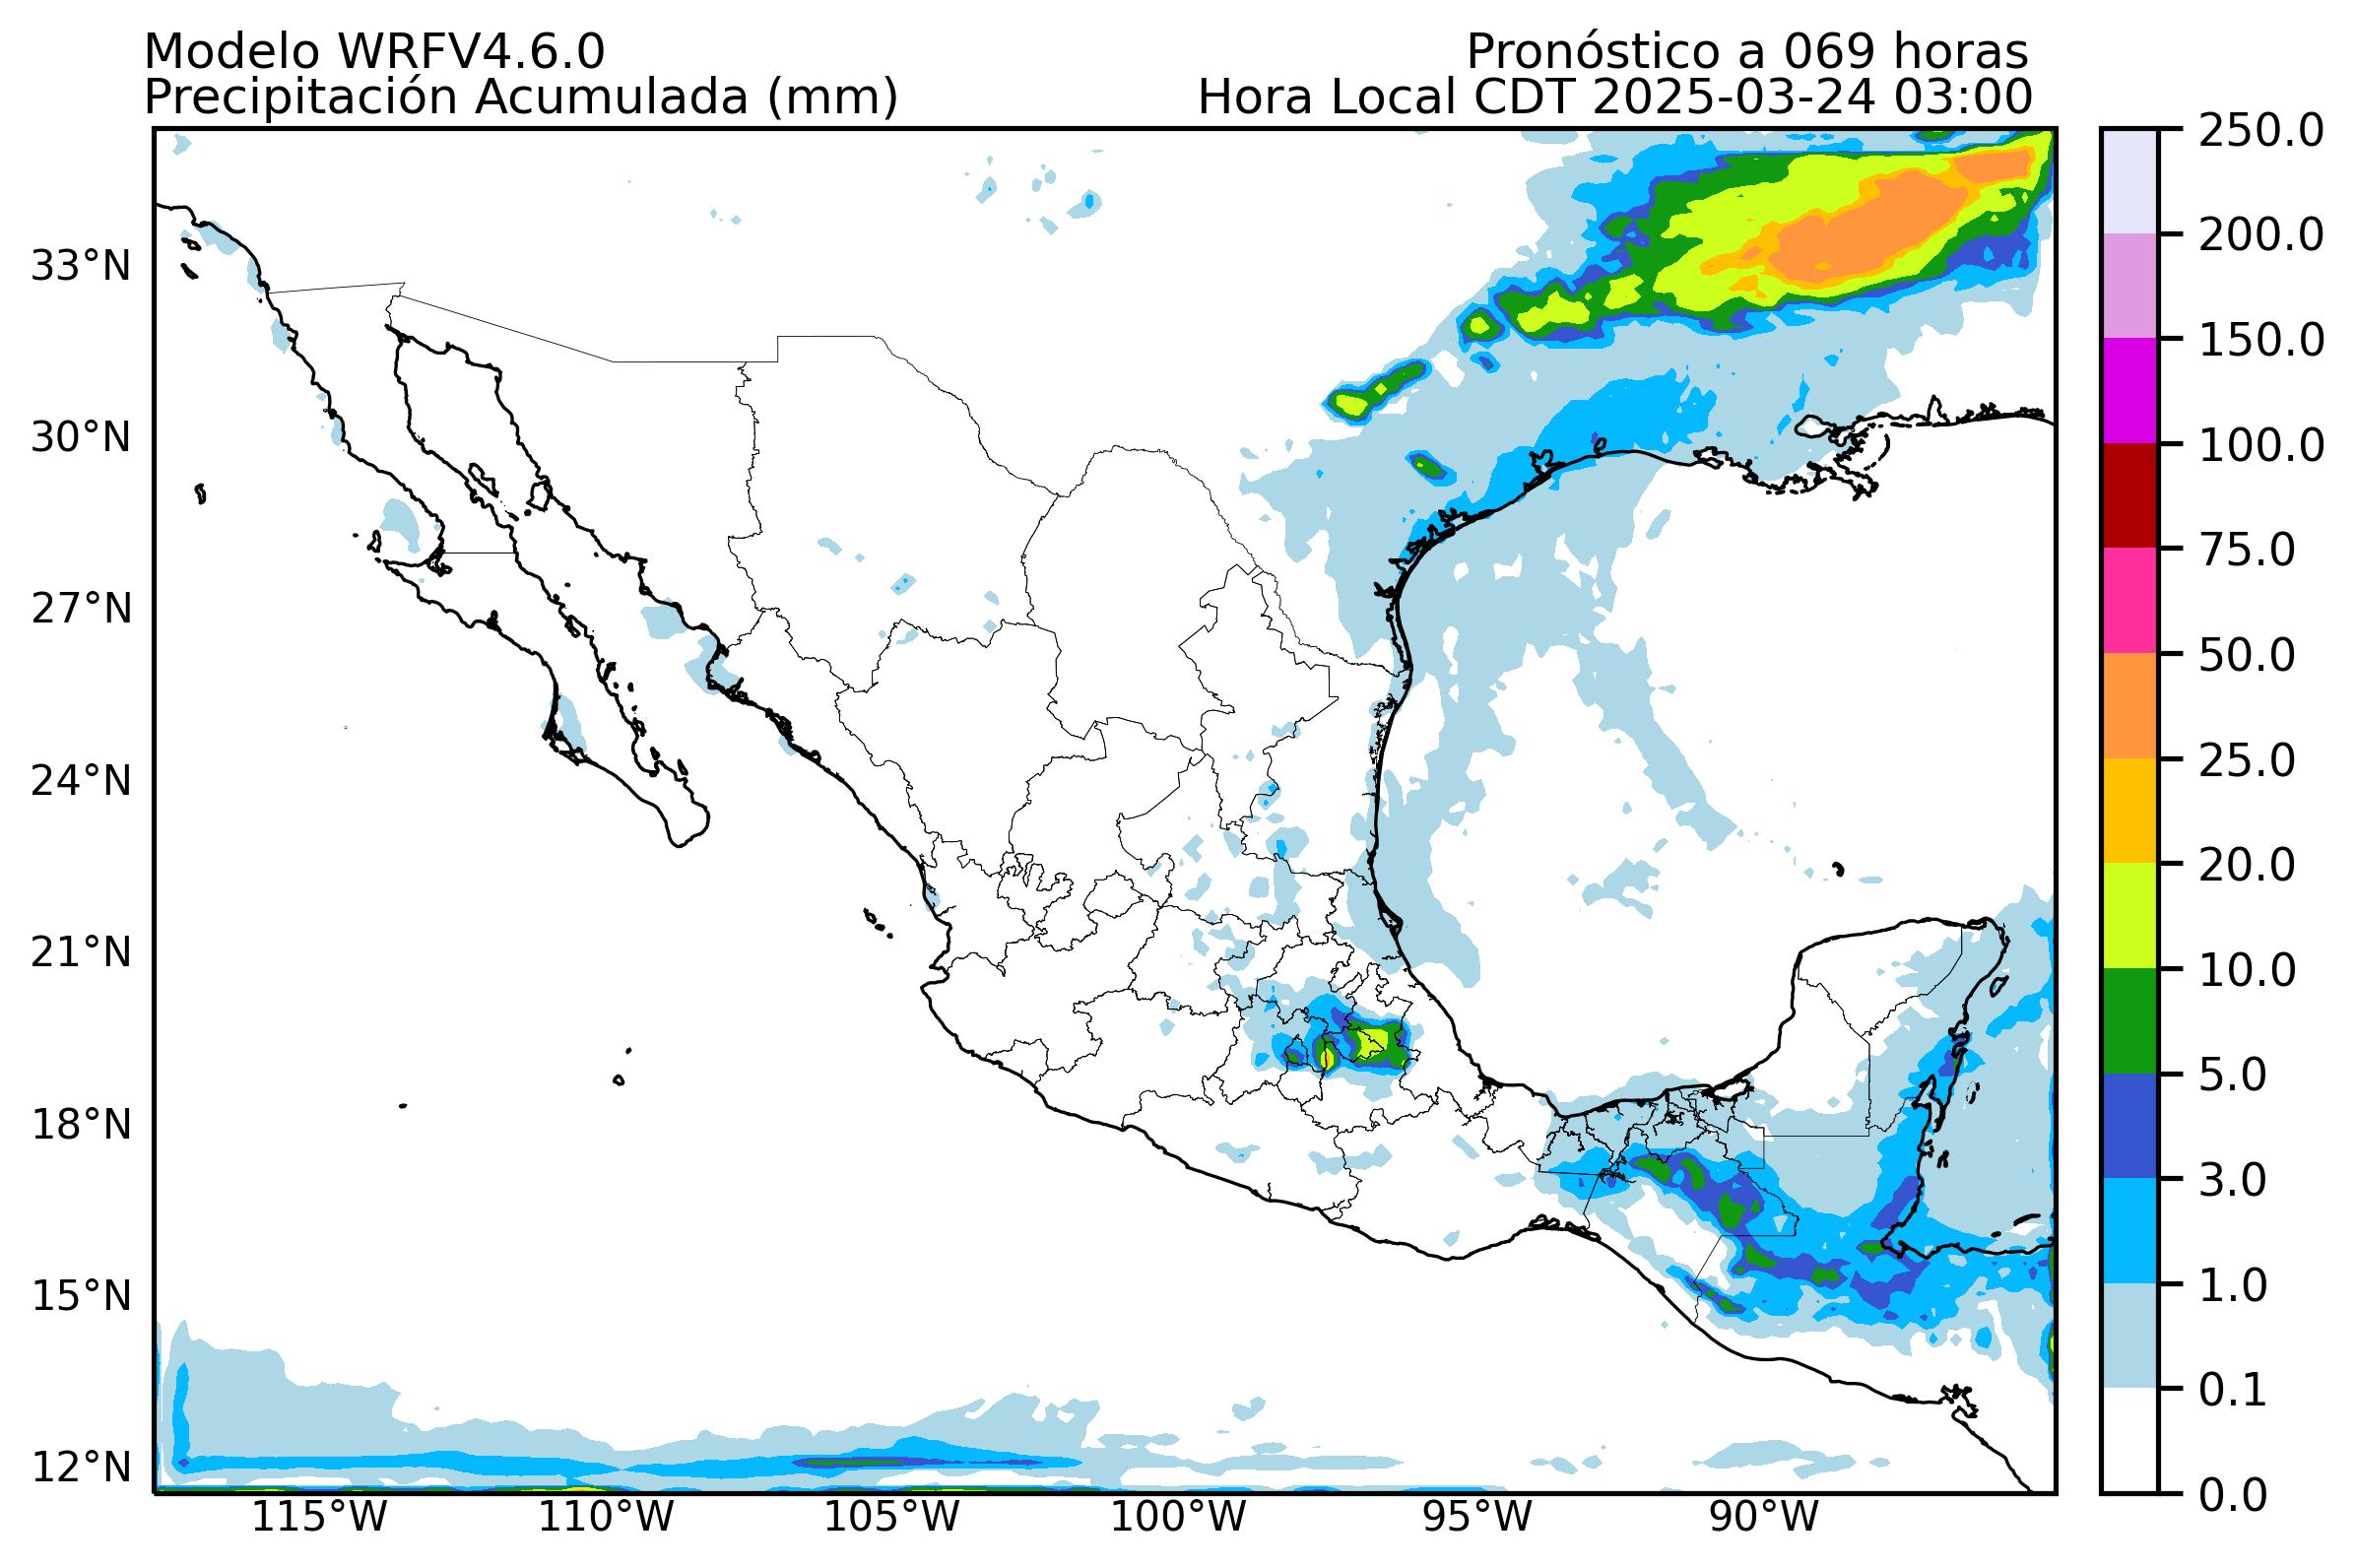 Modelo WRFV4.6.0
Pronóstico a 069 horas
Precipitación Acumulada (mm)
Hora Local CDT 2025-03-24 03:00
33°N
30°N
27°N
24°N
21°N
18°N
15°N
12°N
115°W
110°W
105°W
100°W
95°W
90°W
250.0
200.0
150.0
100.0
75.0
50.0
25.0
20.0
10.0
5.0
3.0
1.0
0.1
0.0